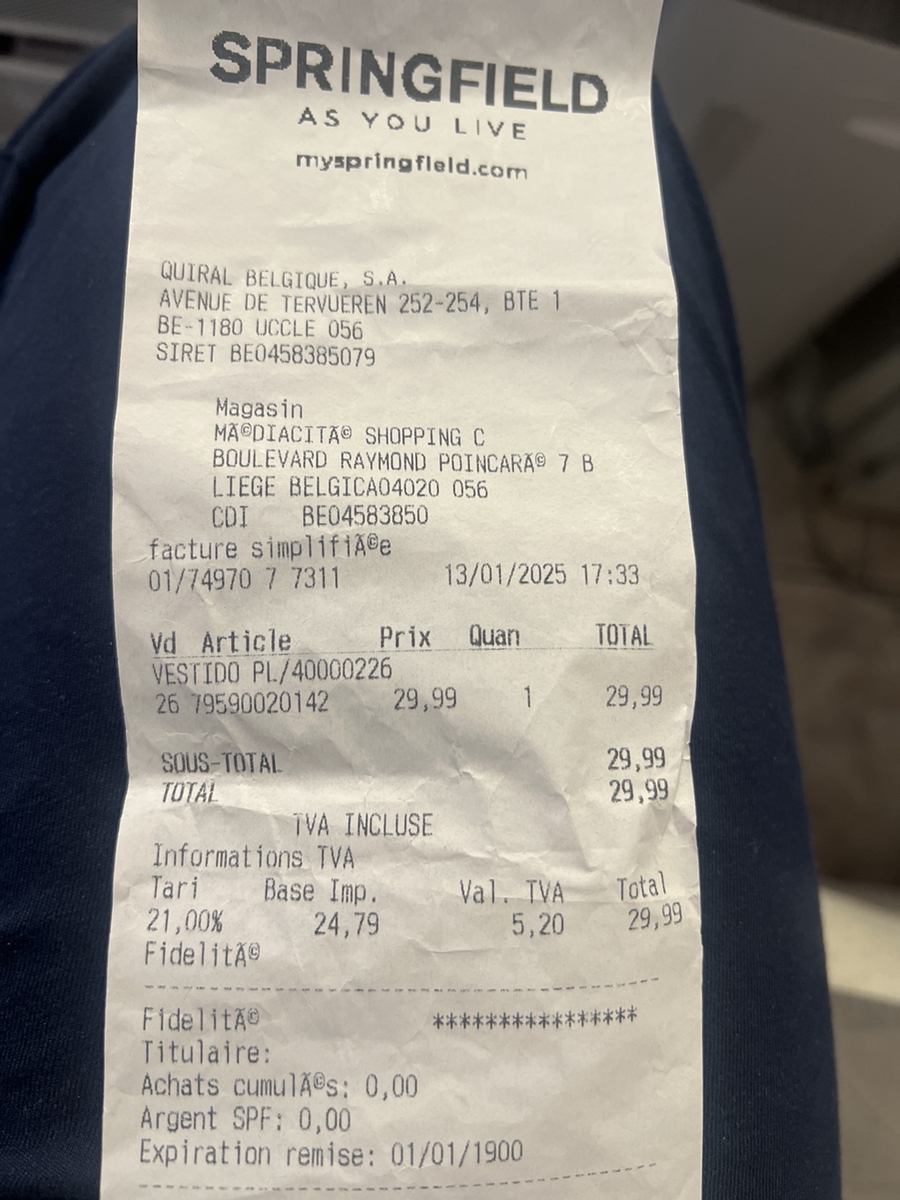 SPRINGFIELD
AS YOU LIVE
myspringfield.com
QUIRAL BELGIQUE, S.A.
AVENUE DE TERVUEREN 252-254, BTE 1
BE-1180 UCCLE 056
SIRET BE0458385079
Magasin
MÃ©DIACITÃ© SHOPPING C
BOULEVARD RAYMOND POINCARÃ© 7 B
LIEGE BELGICA04020 056
CDI BE04583850
facture simplifiÃ©e
01/74970 7 7311 13/01/2025 17:33
Vd Article Prix Quan TOTAL
VESTIDO PL/40000226
26 79590020142 29,99 1 29,99
SOUS-TOTAL 29,99
TOTAL 29,99
TVA INCLUSE
Informations TVA
Tari Base Imp. Val. TVA Total
21,00% 24,79 5,20 29,99
FidelitÃ©
FidelitÃ© ****************
Titulaire:
Achats cumulÃ©s: 0,00
Argent SPF: 0,00
Expiration remise: 01/01/1900